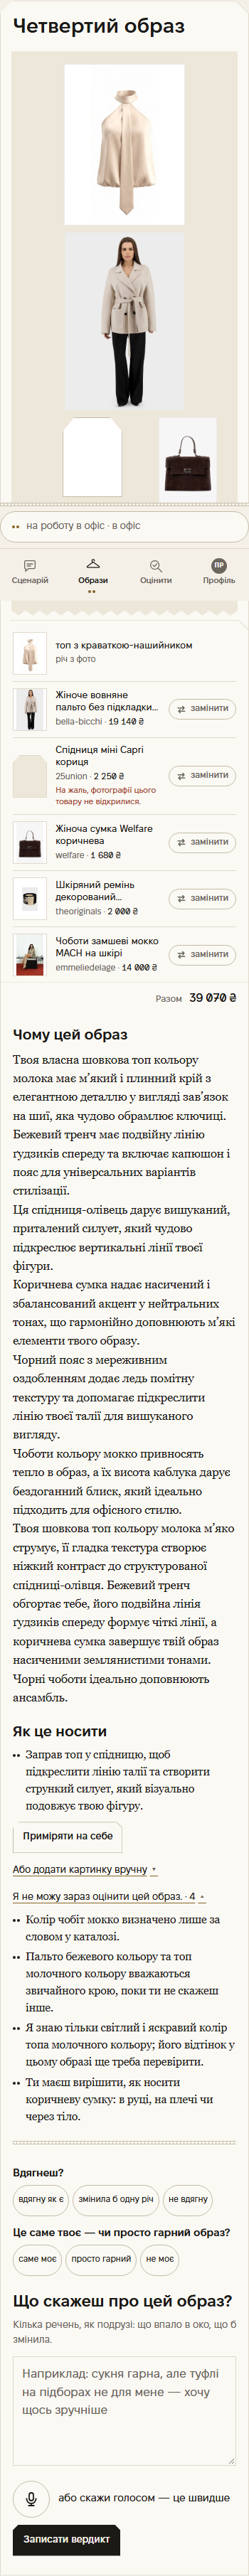 Четвертий образ
на роботу в офіс · в офіс
Сценарій
Образи
Оцінити
ПР
Профіль
топ з краваткою-нашийником
річ з фото
Жіноче вовняне
пальто без підкладки...
bella-bicchi · 19 140 ₴
замінити
Спідниця міні Capri
кориця
25union · 2 250 ₴
На жаль, фотографії цього
товару не відкрилися.
замінити
Жіноча сумка Welfare
коричнева
welfare · 1 680 ₴
замінити
Шкіряний ремінь
декорований...
theoriginals · 2 000 ₴
замінити
Чоботи замшеві мокко
MACH на шкірі
emmeliedelage · 14 000 ₴
замінити
Разом 39 070 ₴
Чому цей образ
Твоя власна шовкова топ кольору
молока має м’який і плинний крій з
елегантною деталлю у вигляді зав’язок
на шиї, яка чудово обрамлює ключиці.
Бежевий тренч має подвійну лінію
ґудзиків спереду та включає капюшон і
пояс для універсальних варіантів
стилізації.
Ця спідниця-олівець дарує вишуканий,
приталений силует, який чудово
підкреслює вертикальні лінії твоєї
фігури.
Коричнева сумка надає насичений і
збалансований акцент у нейтральних
тонах, що гармонійно доповнюють м’які
елементи твого образу.
Чорний пояс з мереживним
оздобленням додає ледь помітну
текстуру та допомагає підкреслити
лінію твоєї талії для вишуканого
вигляду.
Чоботи кольору мокко привносять
тепло в образ, а їх висота каблука дарує
бездоганний блиск, який ідеально
підходить для офісного стилю.
Твоя шовкова топ кольору молока м’яко
струмує, її гладка текстура створює
ніжкий контраст до структурованої
спідниці-олівця. Бежевий тренч
обгортає тебе, його подвійна лінія
ґудзиків спереду формує чіткі лінії, а
коричнева сумка завершує твій образ
насиченими землянистими тонами.
Чорні чоботи ідеально доповнюють
ансамбль.
Як це носити
Заправ топ у спідницю, щоб
підкреслити лінію талії та створити
стрункий силует, який візуально
подовжує твою фігуру.
Приміряти на себе
Або додати картинку вручну
Я не можу зараз оцінити цей образ. · 4
Колір чобіт мокко визначено лише за
словом у каталозі.
Пальто бежевого кольору та топ
молочного кольору вважаються
звичайного крою, поки ти не скажеш
інше.
Я знаю тільки світлий і яскравий колір
топа молочного кольору; його відтінок у
цьому образі ще треба перевірити.
Ти маєш вирішити, як носити
коричневу сумку: в руці, на плечі чи
через тіло.
Вдягнеш?
вдягну як є
змінила б одну річ
не вдягну
Це саме твоє — чи просто гарний образ?
саме моє
просто гарний
не моє
Що скажеш про цей образ?
Кілька речень, як подрузі: що впало в око, що б
змінила.
Наприклад: сукня гарна, але туфлі
на підборах не для мене — хочу
щось зручніше
або скажи голосом — це швидше
Записати вердикт